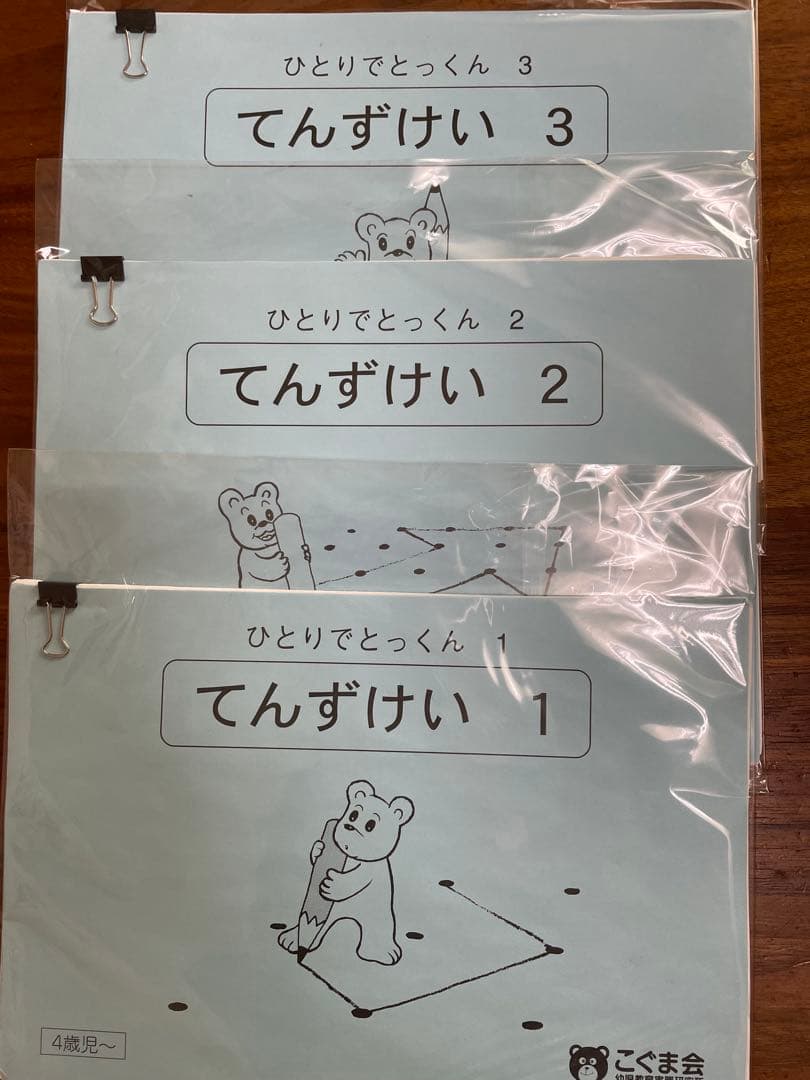 ひとりでとっくん 3
てんずけい 3
ひとりでとっくん 2
てんずけい 2
ひとりでとっくん 1
てんずけい 1
4歳児～
こぐま会